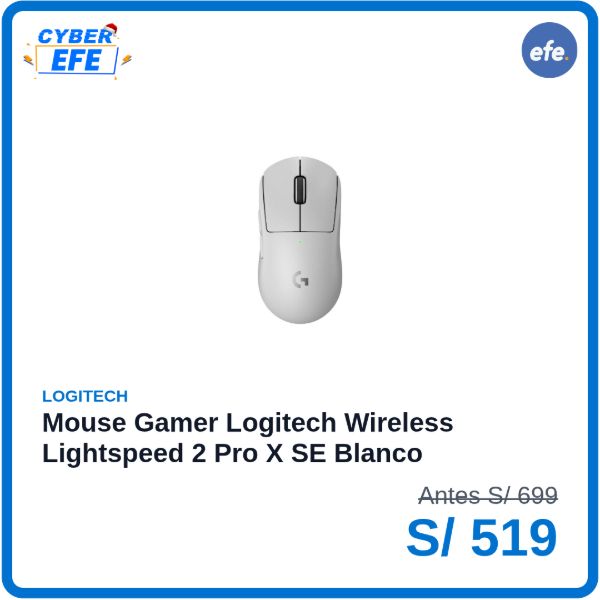 CYBER
EFE
efe.
LOGITECH
Mouse Gamer Logitech Wireless
Lightspeed 2 Pro X SE Blanco
Antes S/ 699
S/ 519